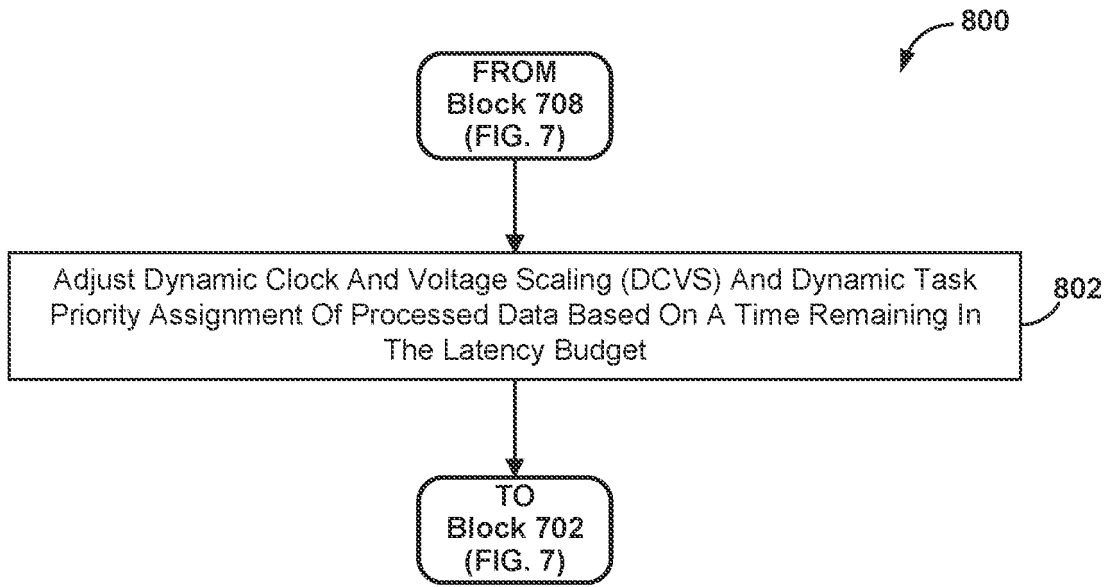 800
FROM
Block 708
(FIG. 7)
Adjust Dynamic Clock And Voltage Scaling (DCVS) And Dynamic Task
Priority Assignment Of Processed Data Based On A Time Remaining In
The Latency Budget
802
TO
Block 702
(FIG. 7)